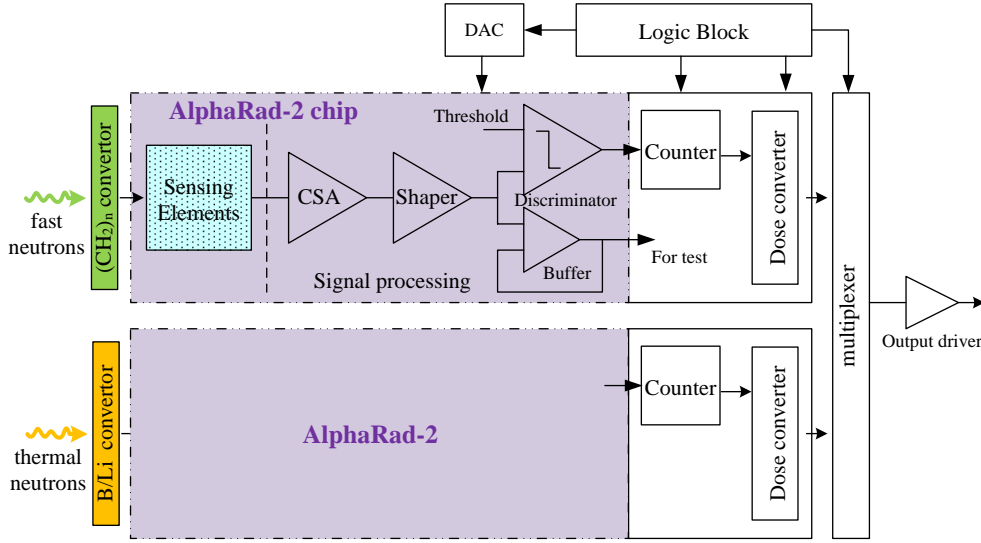 DAC
Logic Block
AlphaRad-2 chip
Threshold
(CH2)n convertor
Sensing
Elements
CSA
Shaper
Discriminator
Counter
Dose converter
fast
neutrons
Signal processing
Buffer
For test
multiplexer
Output driver
B/Li convertor
thermal
neutrons
AlphaRad-2
Counter
Dose converter